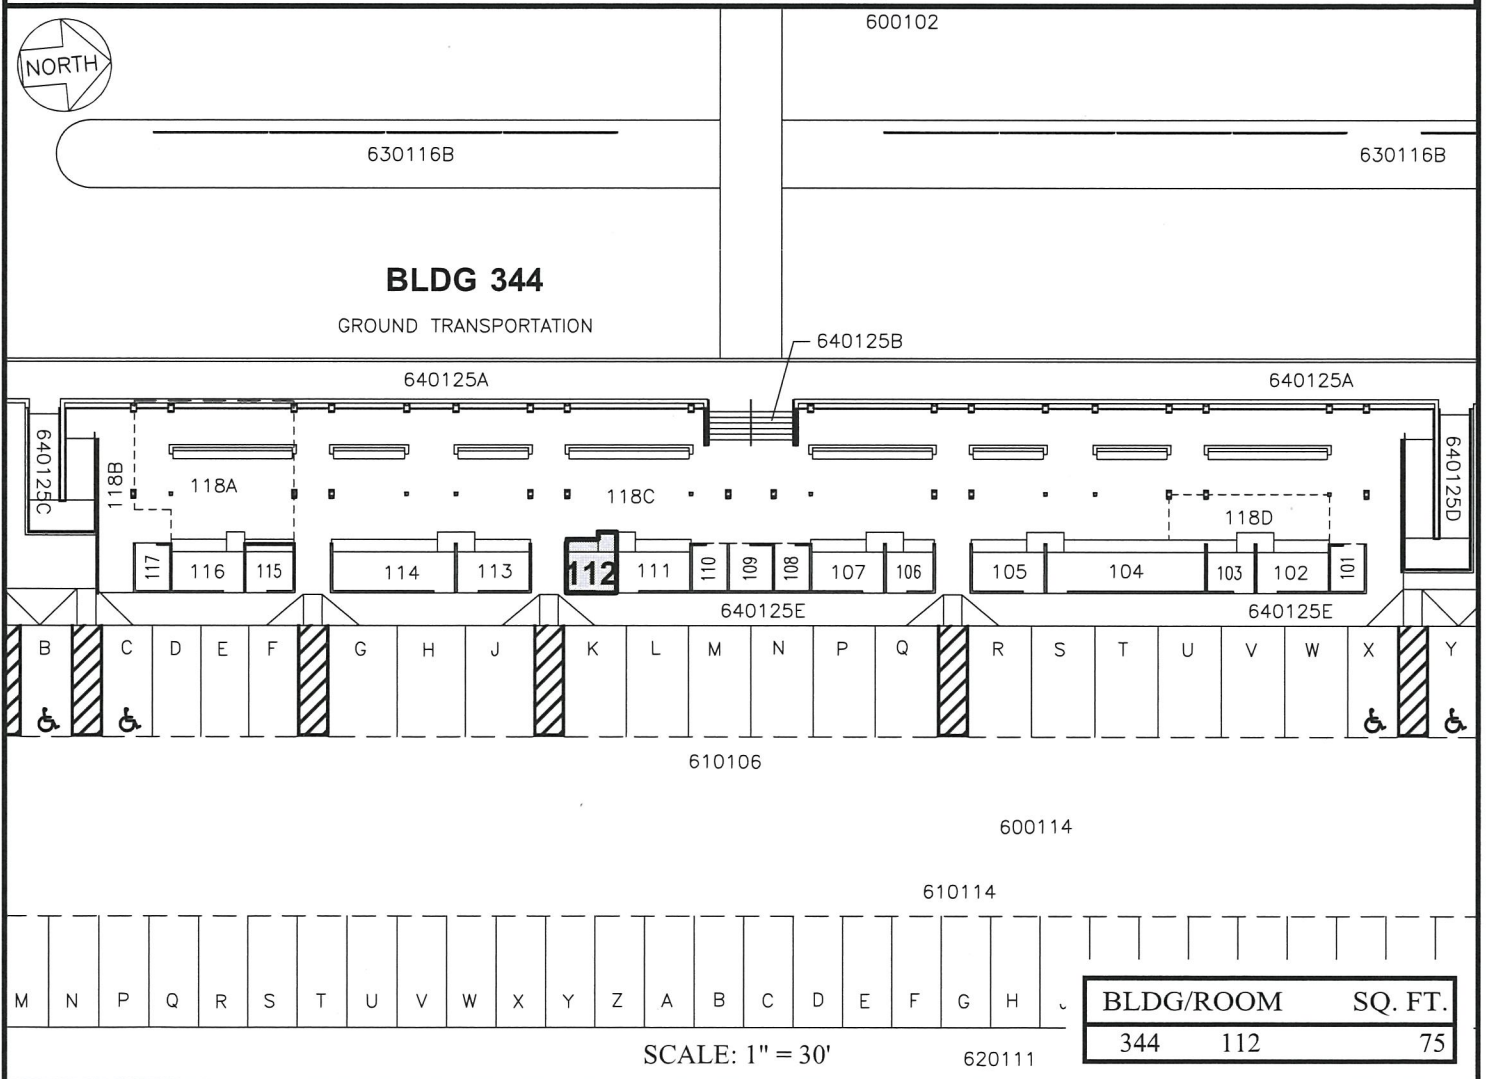 600102
NORTH
630116B 630116B
BLDG 344
GROUND TRANSPORTATION
640125B
640125A 640125A
640125C 118B 118A 118C 118D 640125D
117 116 115 114 113 112 111 110 109 108 107 106 105 104 103 102 101
640125E 640125E
B C D E F G H J K L M N P Q R S T U V W X Y
610106
600114
610114
M N P Q R S T U V W X Y Z A B C D E F G H
BLDG/ROOM SQ. FT.
344 112 75
SCALE: 1" = 30'
620111